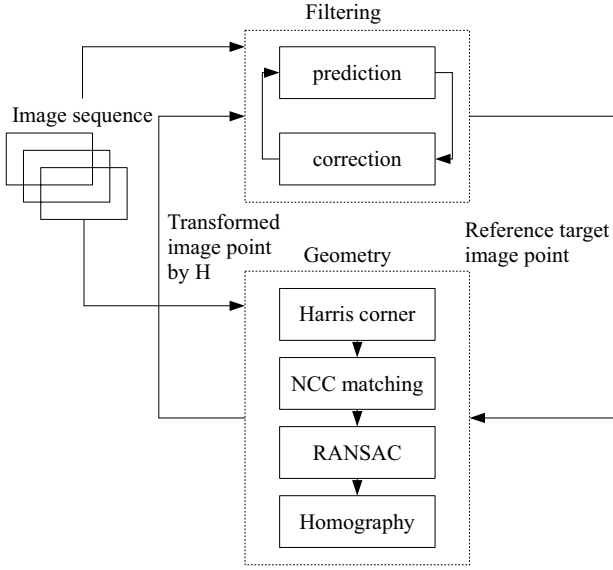 Filtering
prediction
Image sequence
correction
Transformed
image point
by H
Reference target
image point
Geometry
Harris corner
NCC matching
RANSAC
Homography